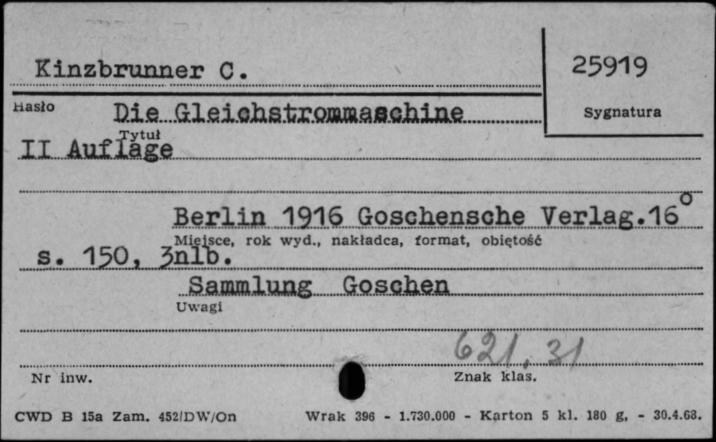 Kinzbrunner C.
25919
Hasło
Die Gleichstrommaschine
Sygnatura
Tytuł
II Auflage
Berlin 1916 Goschensche Verlag.16°
Miejsce, rok wyd., nakładca, format, objętość
s. 150, 3nlb.
Sammlung Goschen
Uwagi
621.31
Nr inw.
Znak klas.
CWD B 15a Zam. 452/DW/On Wrak 396 - 1.730.000 - Karton 5 kl. 180 g, - 30.4.68.